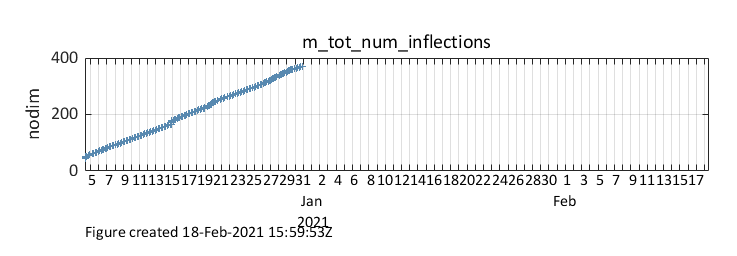 m_tot_num_inflections
400
200
0
nodim
5 7 9 11 13 15 17 19 21 23 25 27 29 31 2 4 6 8 10 12 14 16 18 20 22 24 26 28 30 1 3 5 7 9 11 13 15 17
Jan Feb
2021
Figure created 18-Feb-2021 15:59:53Z